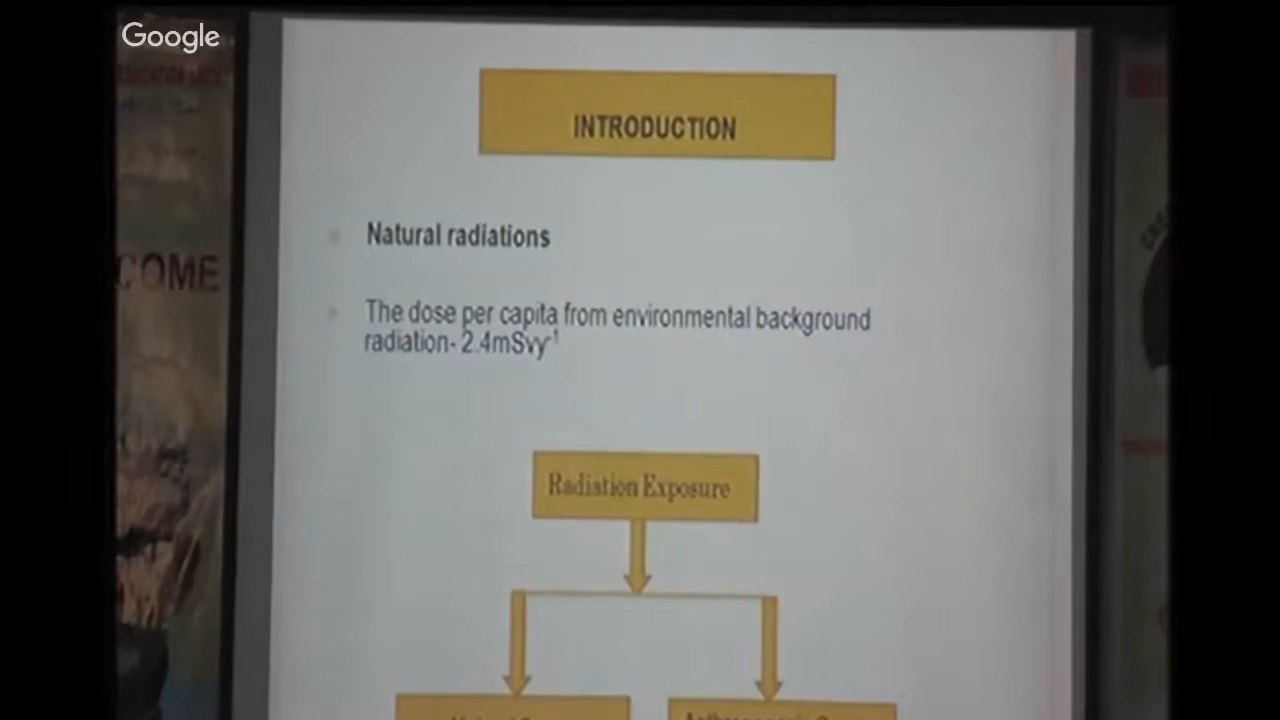 Google
COME
INTRODUCTION
Natural radiations
The dose per capita from environmental background
radiation- 2.4mSvy-1
Radiation Exposure